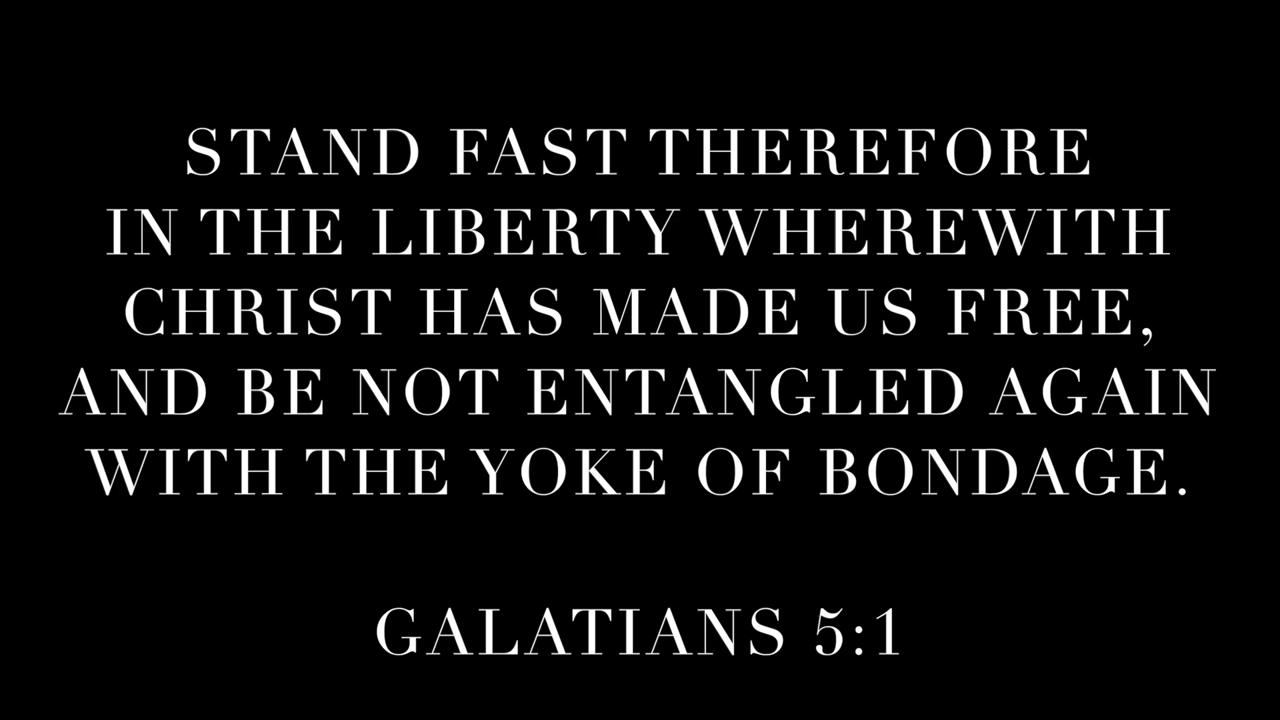 STAND FAST THEREFORE
IN THE LIBERTY WHEREWITH
CHRIST HAS MADE US FREE,
AND BE NOT ENTANGLED AGAIN
WITH THE YOKE OF BONDAGE.
GALATIANS 5:1